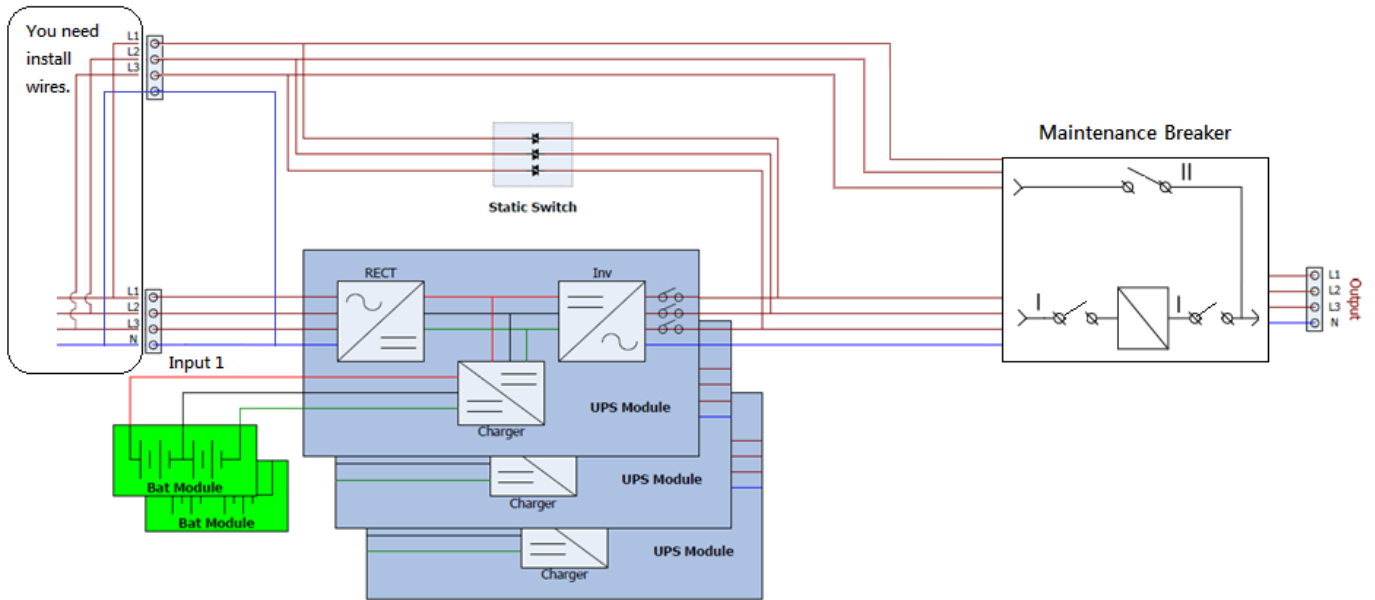 You need
install
wires.
L1
L2
L3
Static Switch
Maintenance Breaker
II
I
I
L1
L2
L3
N
Output
L1
L2
L3
N
Input 1
RECT
Inv
Charger
UPS Module
Charger
UPS Module
Charger
UPS Module
Bat Module
Bat Module